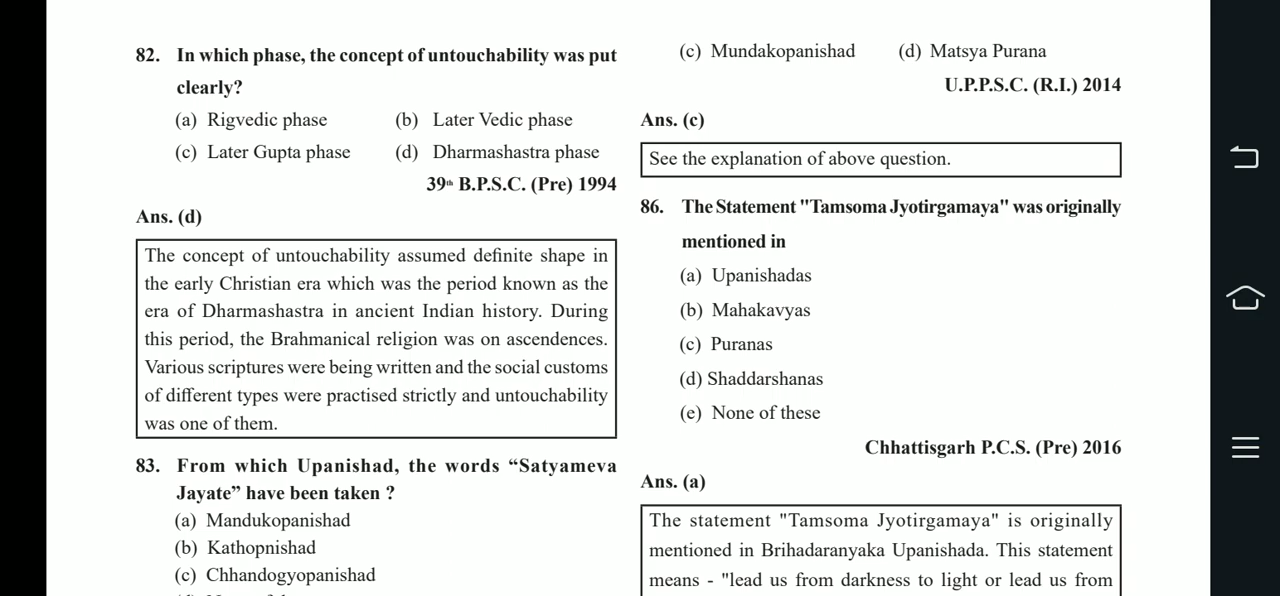 82. In which phase, the concept of untouchability was put
clearly?
(a) Rigvedic phase (b) Later Vedic phase
(c) Later Gupta phase (d) Dharmashastra phase
39th B.P.S.C. (Pre) 1994
Ans. (d)
The concept of untouchability assumed definite shape in
the early Christian era which was the period known as the
era of Dharmashastra in ancient Indian history. During
this period, the Brahmanical religion was on ascendences.
Various scriptures were being written and the social customs
of different types were practised strictly and untouchability
was one of them.
83. From which Upanishad, the words “Satyameva
Jayate” have been taken ?
(a) Mandukopanishad
(b) Kathopnishad
(c) Chhandogyopanishad
(c) Mundakopanishad (d) Matsya Purana
U.P.P.S.C. (R.I.) 2014
Ans. (c)
See the explanation of above question.
86. The Statement "Tamsoma Jyotirgamaya" was originally
mentioned in
(a) Upanishadas
(b) Mahakavyas
(c) Puranas
(d) Shaddarshanas
(e) None of these
Chhattisgarh P.C.S. (Pre) 2016
Ans. (a)
The statement "Tamsoma Jyotirgamaya" is originally
mentioned in Brihadaranyaka Upanishada. This statement
means - "lead us from darkness to light or lead us from